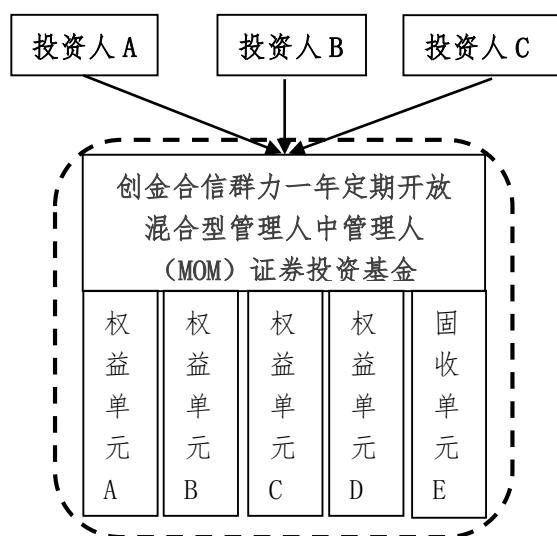 投资人 A
投资人 B
投资人 C
创金合信群力一年定期开放
混合型管理人中管理人
（MOM）证券投资基金
权益单元 A
权益单元 B
权益单元 C
权益单元 D
固收单元 E